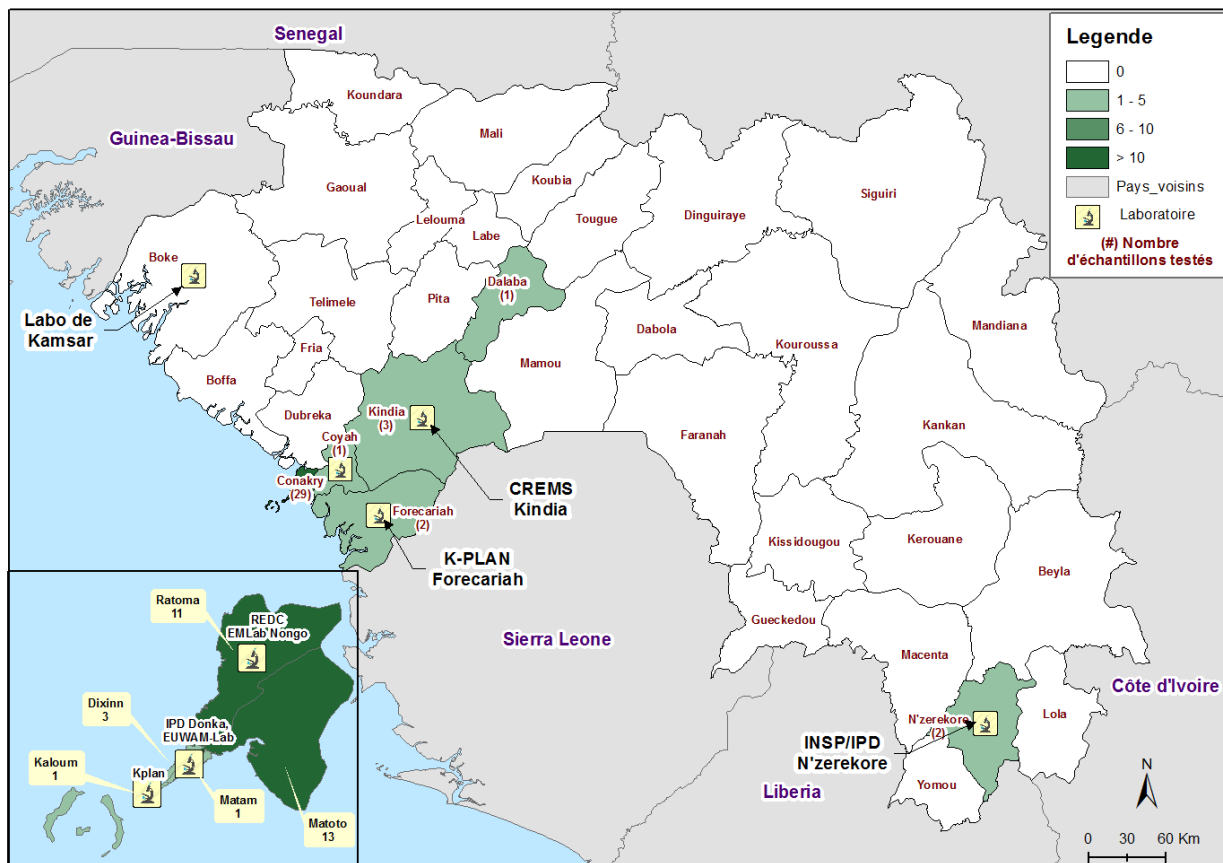 Senegal
Guinea-Bissau
Koundara
Mali
Koubia
Gaoual
Lelouma
Labe
Tougue
Dinguiraye
Siguiri
Boke
Telimele
Pita
Dalaba
(1)
Labo de
Kamsar
Fria
Boffa
Mamou
Dabola
Kouroussa
Mandiana
Dubreka
Kindia
(3)
Coyah
(1)
Conakry
(29)
Faranah
Kankan
CREMS
Kindia
Forecariah
(2)
K-PLAN
Forecariah
Kissidougou
Kerouane
Beyla
Gueckedou
Macenta
Sierra Leone
Côte d'Ivoire
N'zerekore
(2)
Lola
INSP/IPD
N'zerekore
Yomou
Liberia
Legende
0
1 - 5
6 - 10
> 10
Pays_voisins
Laboratoire
(#) Nombre
d'échantillons testés
Ratoma
11
REDC
EMLab Nongo
Dixinn
3
IPD Donka,
EUWAM-Lab
Kaloum
1
Kplan
Matam
1
Matoto
13
N
0 30 60 Km